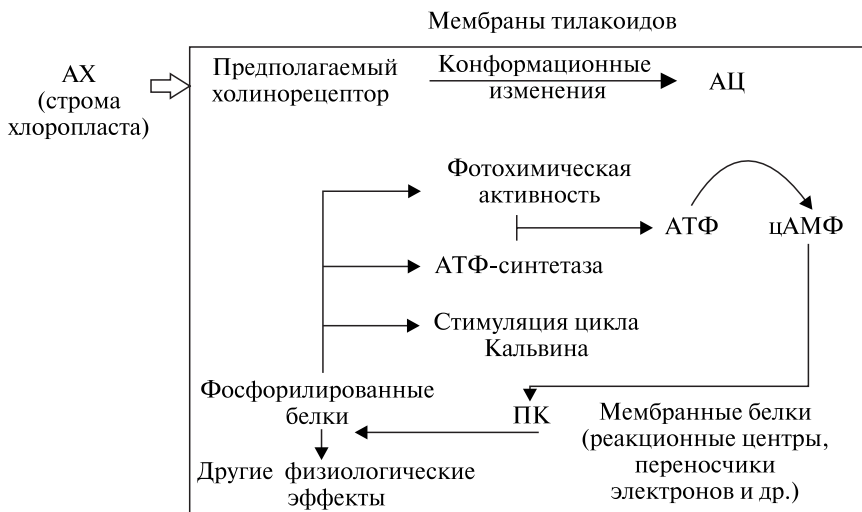 Мембраны тилакоидов
АХ
(строма
хлоропласта)
Предполагаемый
холинорецептор
Конформационные
изменения
АЦ
Фотохимическая
активность
АТФ
цАМФ
АТФ-синтетаза
Стимуляция цикла
Кальвина
Фосфорилированные
белки
ПК
Мембранные белки
(реакционные центры,
переносчики
электронов и др.)
Другие физиологические
эффекты